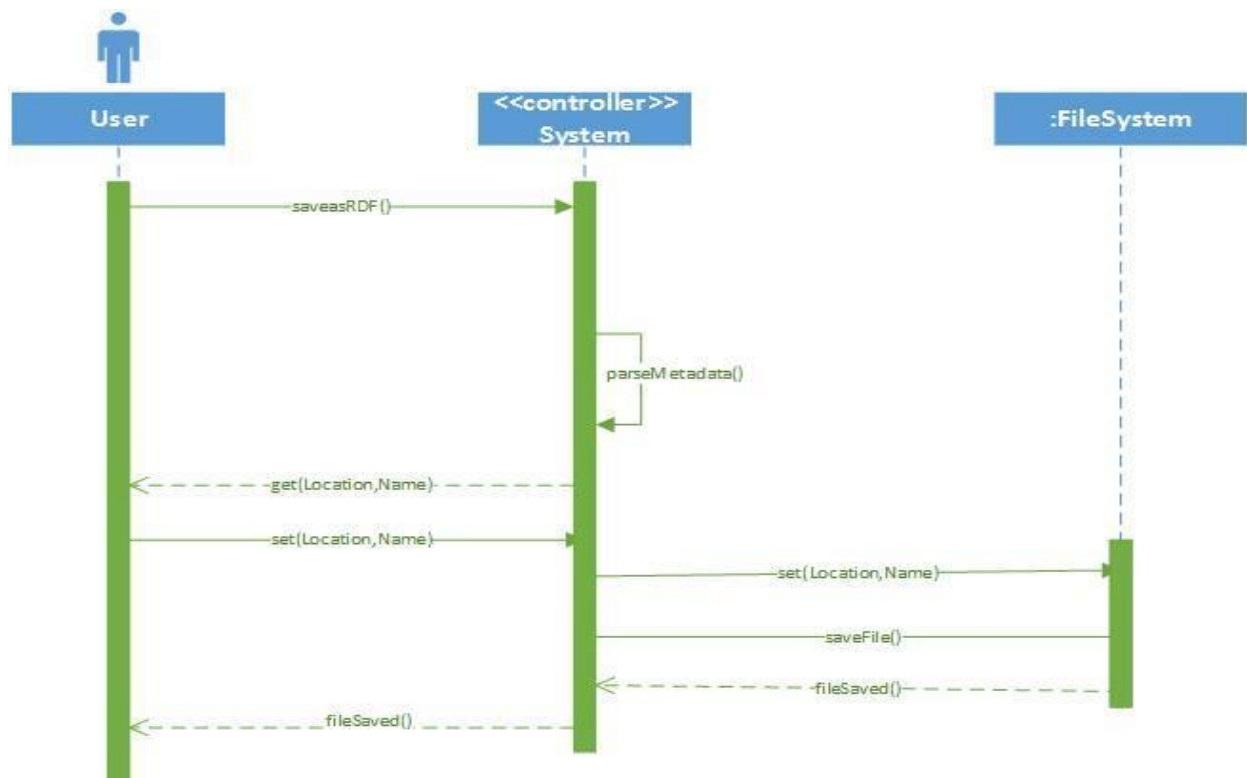 User
<<controller>>
System
:FileSystem
saveasRDF()
parseMetadata()
get(Location,Name)
set(Location,Name)
set(Location,Name)
saveFile()
fileSaved()
fileSaved()